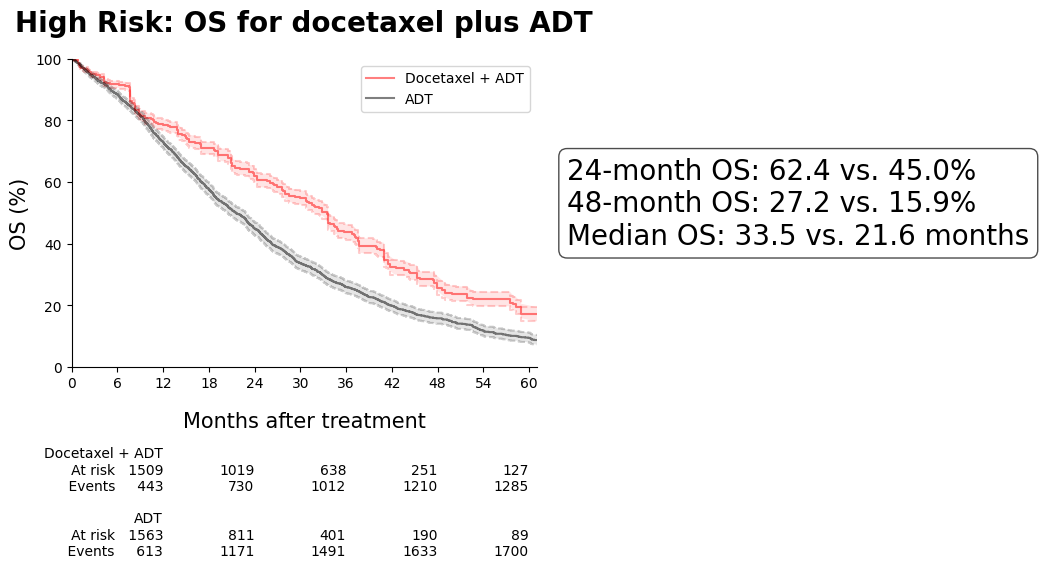 High Risk: OS for docetaxel plus ADT
100
80
60
40
20
0
OS (%)
Docetaxel + ADT
ADT
24-month OS: 62.4 vs. 45.0%
48-month OS: 27.2 vs. 15.9%
Median OS: 33.5 vs. 21.6 months
0 6 12 18 24 30 36 42 48 54 60
Months after treatment
Docetaxel + ADT
At risk 1509 1019 638 251 127
Events 443 730 1012 1210 1285
ADT
At risk 1563 811 401 190 89
Events 613 1171 1491 1633 1700